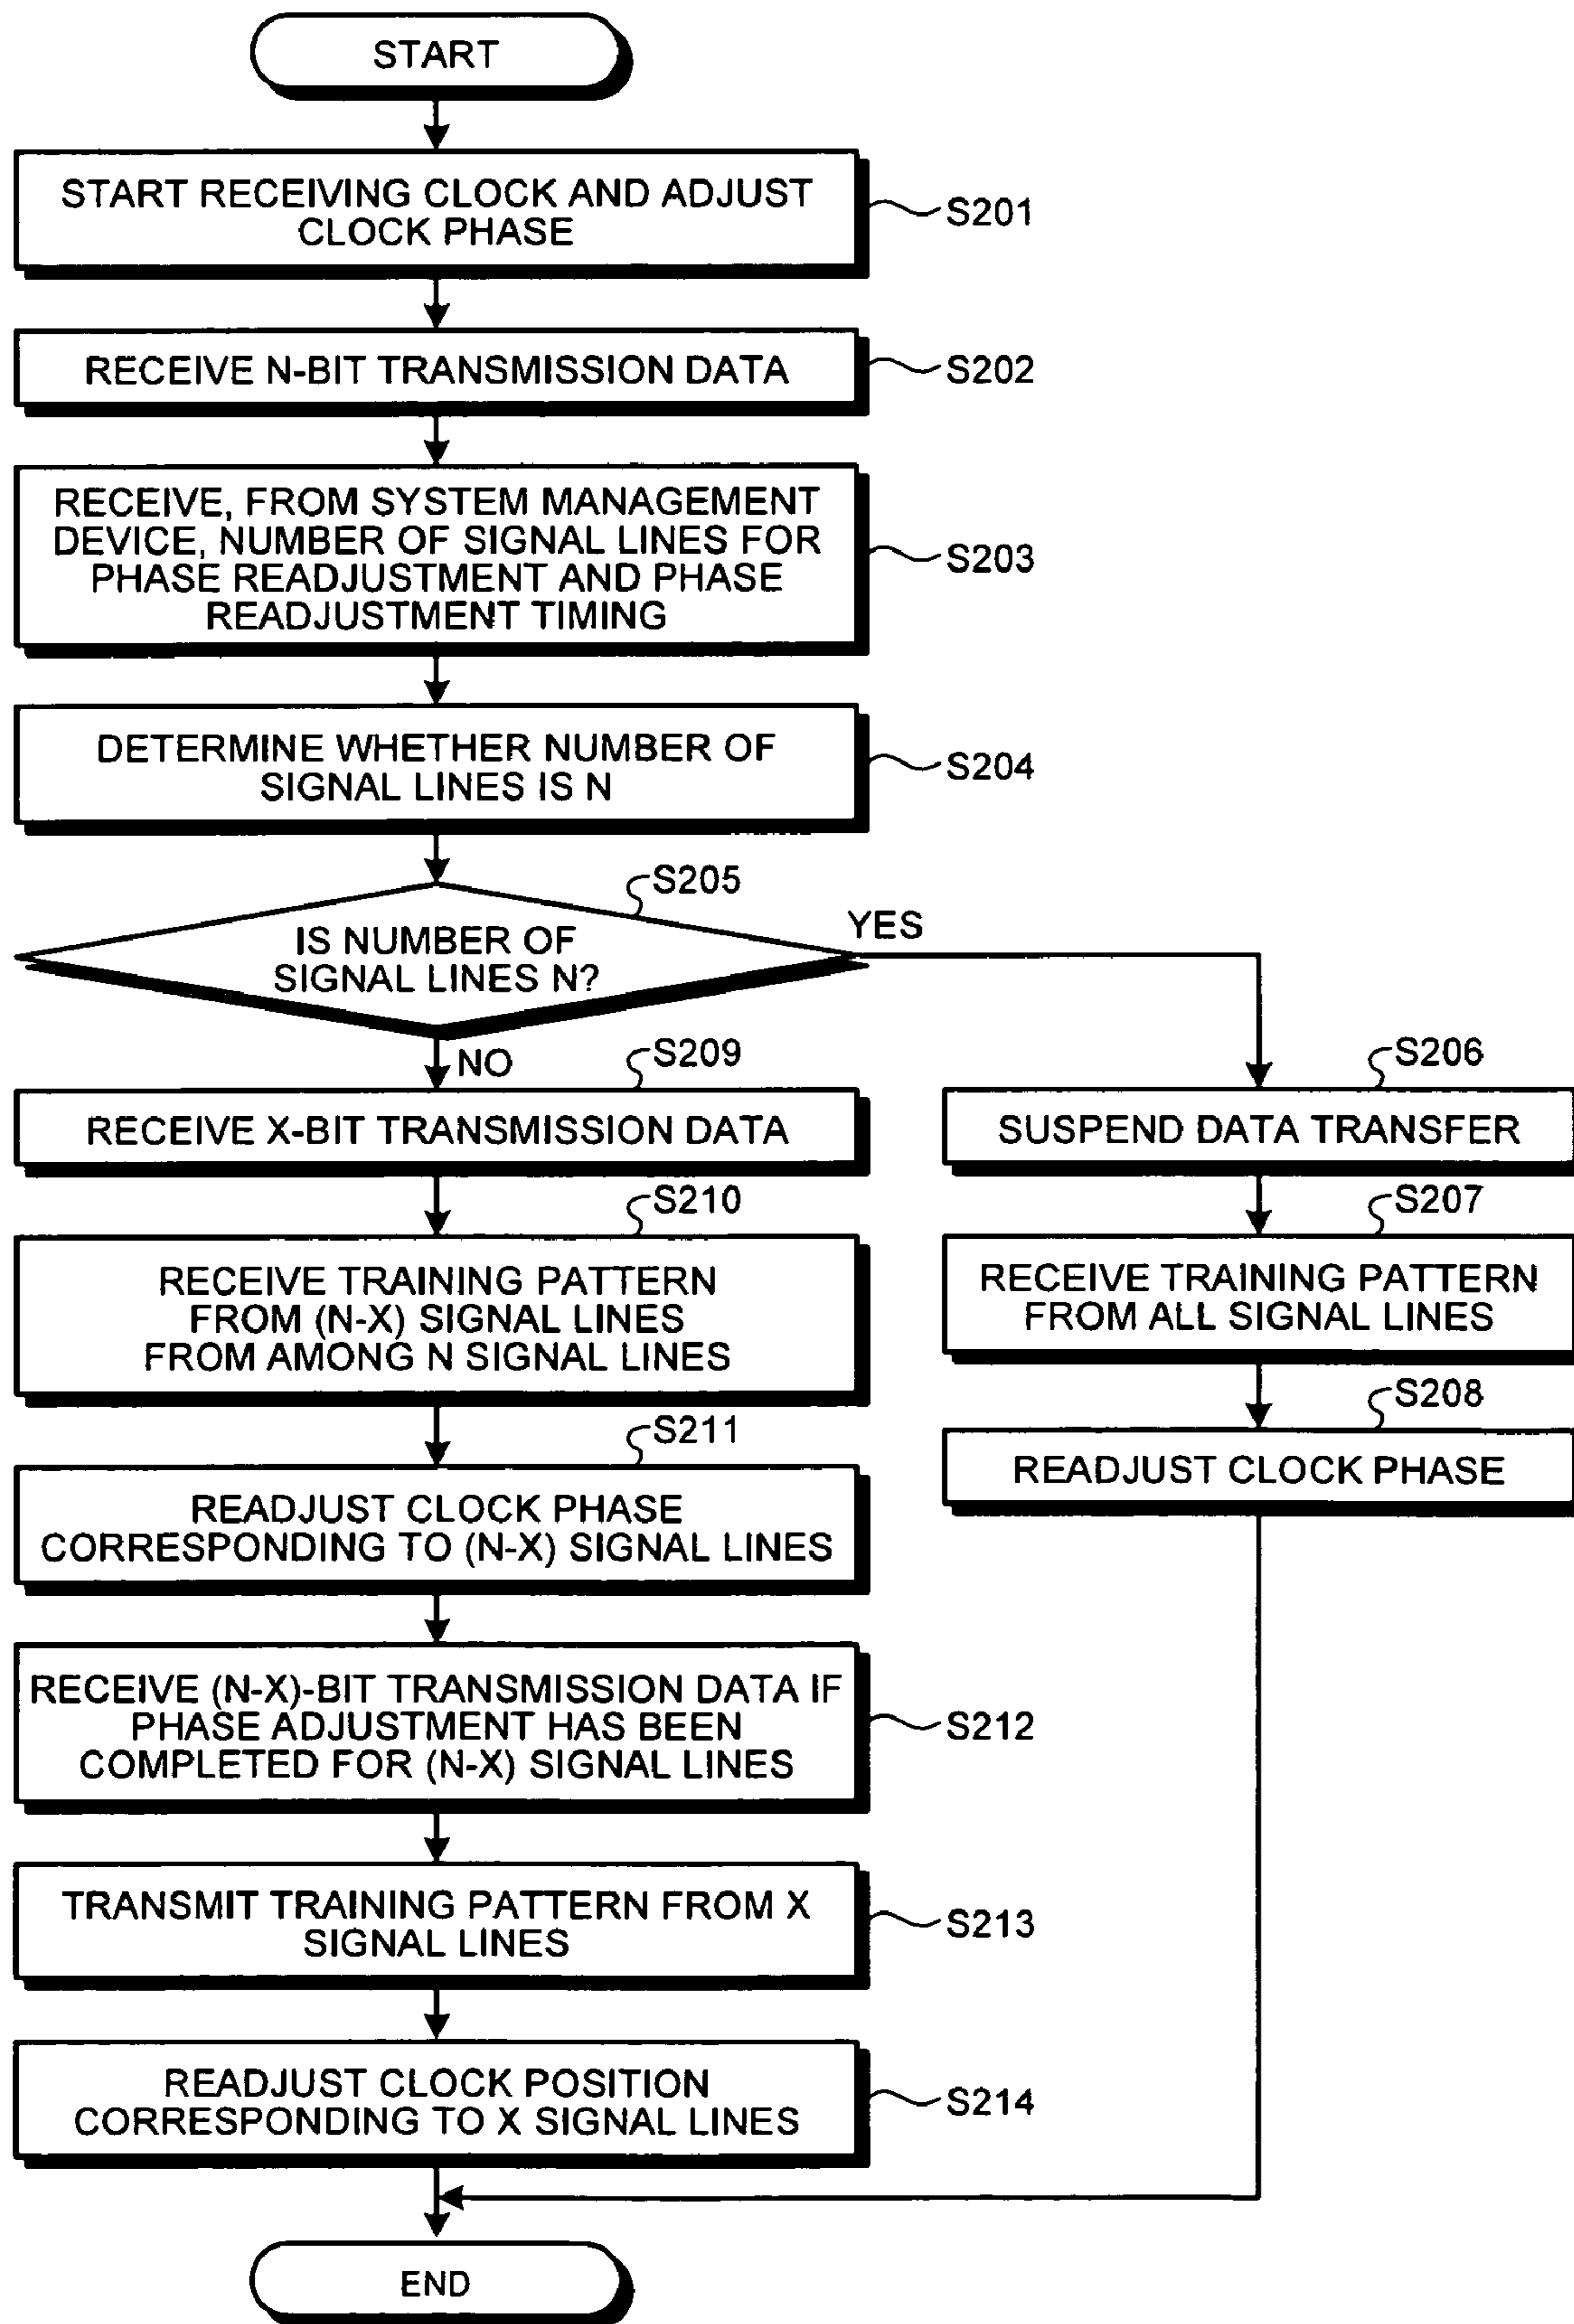 START
START RECEIVING CLOCK AND ADJUST
CLOCK PHASE
S201
RECEIVE N-BIT TRANSMISSION DATA
S202
RECEIVE, FROM SYSTEM MANAGEMENT
DEVICE, NUMBER OF SIGNAL LINES FOR
PHASE READJUSTMENT AND PHASE
READJUSTMENT TIMING
S203
DETERMINE WHETHER NUMBER OF
SIGNAL LINES IS N
S204
S205
IS NUMBER OF
SIGNAL LINES N?
YES
NO
S209
RECEIVE X-BIT TRANSMISSION DATA
S210
RECEIVE TRAINING PATTERN
FROM (N-X) SIGNAL LINES
FROM AMONG N SIGNAL LINES
S211
READJUST CLOCK PHASE
CORRESPONDING TO (N-X) SIGNAL LINES
RECEIVE (N-X)-BIT TRANSMISSION DATA IF
PHASE ADJUSTMENT HAS BEEN
COMPLETED FOR (N-X) SIGNAL LINES
S212
TRANSMIT TRAINING PATTERN FROM X
SIGNAL LINES
S213
READJUST CLOCK POSITION
CORRESPONDING TO X SIGNAL LINES
S214
S206
SUSPEND DATA TRANSFER
S207
RECEIVE TRAINING PATTERN
FROM ALL SIGNAL LINES
S208
READJUST CLOCK PHASE
END